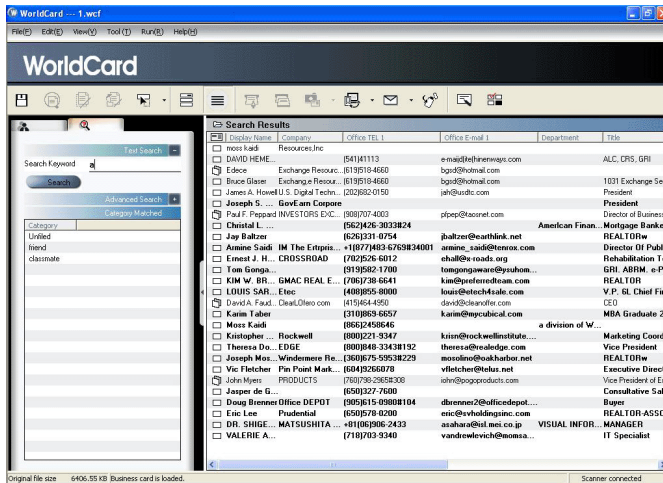 WorldCard --- 1.wcf
File(F) Edit(E) View(V) Tool (T) Run(R) Help(H)
WorldCard
Text Search
Search Keyword a
Search
Advanced Search
Category Matched
Category
Unfiled
friend
classmate
Search Results
Display Name Company Office TEL 1 Office E-mail 1 Department Title
moss kaidi Resources,Inc
DAVID HEME... (541)41113 ALC, CRS, GRI
Edece Exchange Resourc... (619)518-4660 bgsd@hotmail.com
Bruce Glaser Exchang,e Resour... (619)518-4660 bgsd@hotmail.com 1031 Exchange Se
James A. Howell U.S. Digital Techn... (202)682-0150 jah@usdtc.com President
Joseph S. ... GovEam Corpore President
Paul F. Peppard INVESTORS EXC... (908)707-4003 pfpep@taosnet.com Director of Business
Christal L. ... (562)426-3033#24 Amerlcan Finan... Mortgage Banke
Jay Baltzer (626)331-0754 jbaltzer@earthlink.net REALTORw
Armine Saidi IM The Ertpris... +1(877)483-6769#34001 armine_saidi@tenrox.com Director Of Publ
Ernest J. H... CROSSROAD (702)526-6012 ehall@x-roads.org Rehabilitation T
Tom Gonga... (919)582-1700 tomgongaware@psuhom... GRI. ABRM. e-P
KIM W. BR... GMAC REAL E... (706)738-6641 kim@preferredteam.com REALTOR
LOUIS SAR... Etec (408)855-8000 louis@etech4sale.com V.P. 6L Chief Fi
David A. Faud... ClearLOfero com (415)464-4950 david@cleanoffer.com CEO
Karim Taber (310)869-6657 karim@mycubical.com MBA Graduate 2
Moss Kaidi (866)2458646 a division of W...
Kristopher ... Rockwell (800)221-9347 krisn@rockwellinstitute.... Marketing Coord
Theresa Do... EDGE (800)848-3343#192 theresa@realedge.com Vice President
Joseph Mos... Windermere Re... (360)675-5953#229 mosolino@oakharbor.net REALTORw
Vic Fletcher Pin Point Mark... (604)9266078 vfletcher@telus.net Executive Direct
John Myers PRODUCTS (760)798-2965#308 iohn@pogoproducts.com Vice President of E
Jasper de G... (650)327-7600 Consultative Sal
Doug Brenner Office DEPOT (905)615-0980#104 dbrenner2@officedepot.... Buyer
Eric Lee Prudential (650)578-0200 eric@svholdingsinc.com REALTOR-ASSO
DR. SHIGE... MATSUSHITA ... +81(06)906-2433 asahara@isl.mei.co.jp VISUAL INFOR... MANAGER
VALERIE A... (718)703-9340 vandrewlevich@momsa... IT Specialist
Original file size 6406.55 KB Business card is loaded. Scanner connected